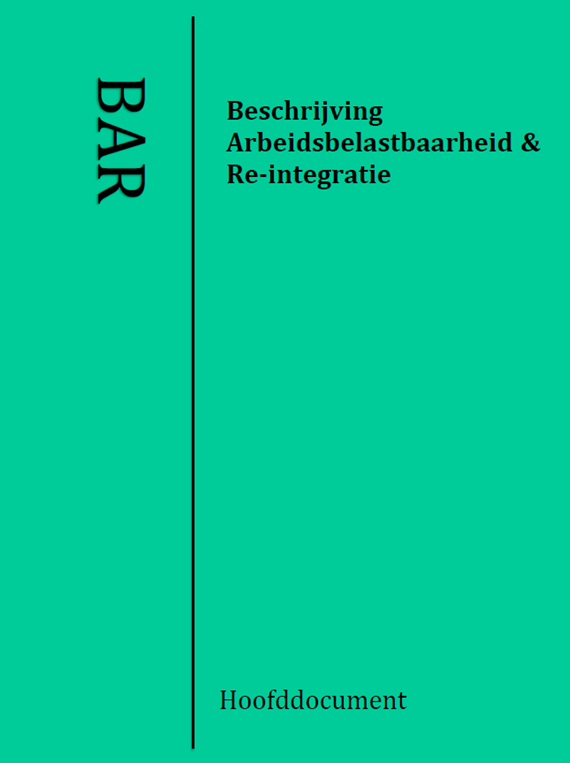 BAR
Beschrijving
Arbeidsbelastbaarheid &
Re-integratie
Hoofddocument